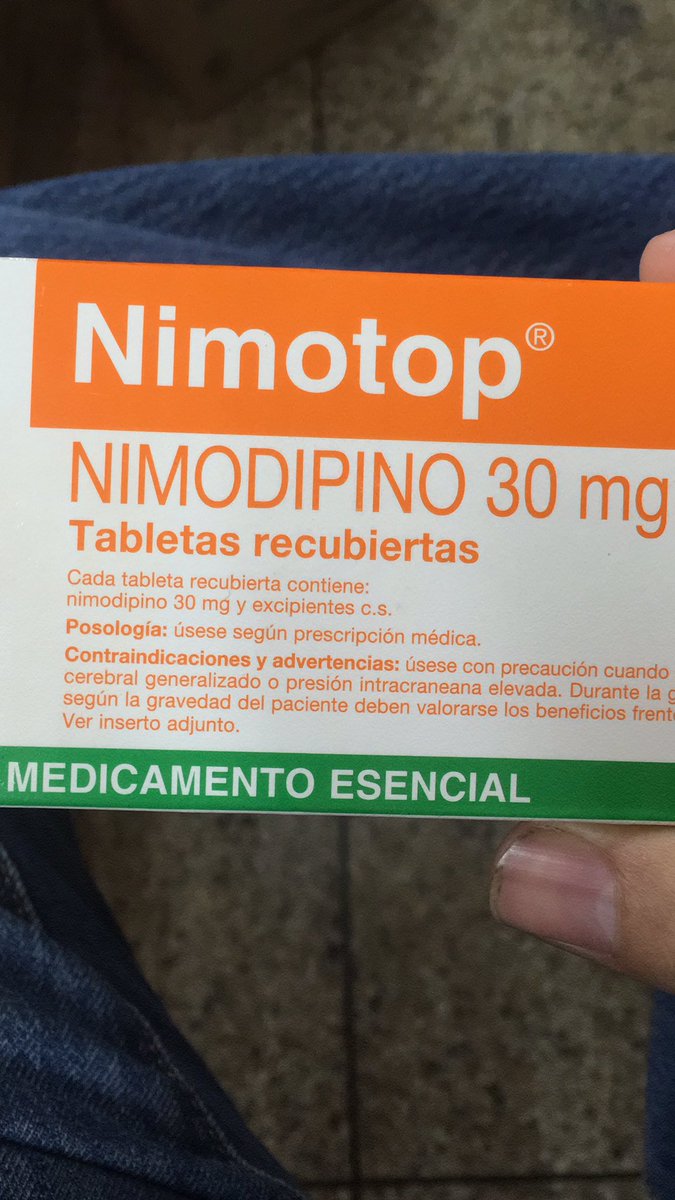 Nimotop®
NIMODIPINO 30 mg
Tabletas recubiertas
Cada tableta recubierta contiene:
nimodipino 30 mg y excipientes c.s.
Posología: úsese según prescripción médica.
Contraindicaciones y advertencias: úsese con precaución cuando
cerebral generalizado o presión intracraneana elevada. Durante la g
según la gravedad del paciente deben valorarse los beneficios frent
Ver inserto adjunto.
MEDICAMENTO ESENCIAL